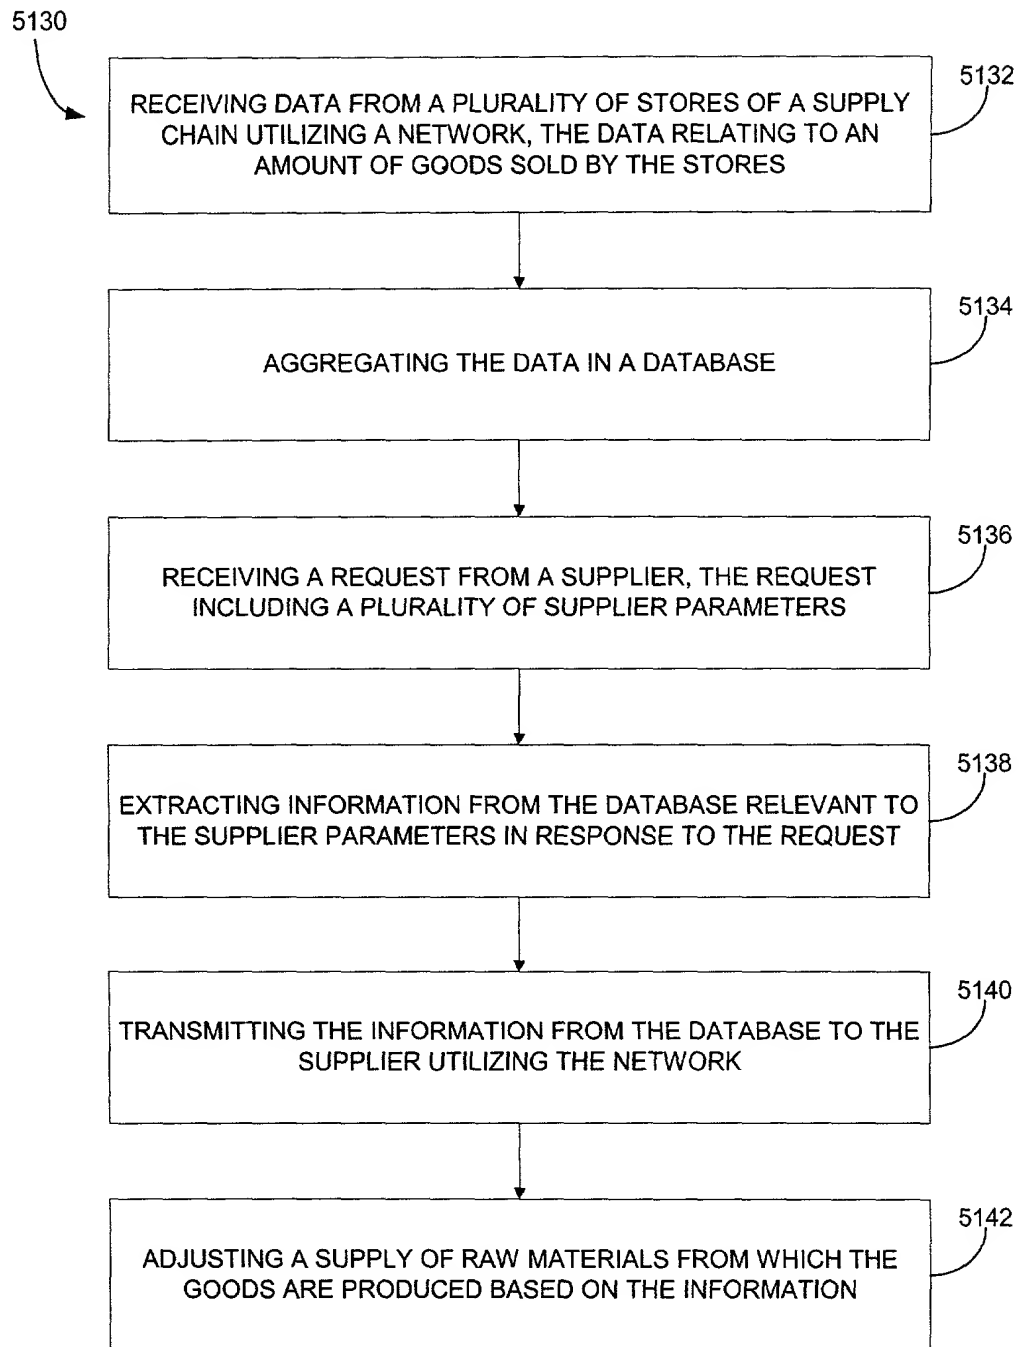 5130
5132
RECEIVING DATA FROM A PLURALITY OF STORES OF A SUPPLY
CHAIN UTILIZING A NETWORK, THE DATA RELATING TO AN
AMOUNT OF GOODS SOLD BY THE STORES
5134
AGGREGATING THE DATA IN A DATABASE
5136
RECEIVING A REQUEST FROM A SUPPLIER, THE REQUEST
INCLUDING A PLURALITY OF SUPPLIER PARAMETERS
5138
EXTRACTING INFORMATION FROM THE DATABASE RELEVANT TO
THE SUPPLIER PARAMETERS IN RESPONSE TO THE REQUEST
5140
TRANSMITTING THE INFORMATION FROM THE DATABASE TO THE
SUPPLIER UTILIZING THE NETWORK
5142
ADJUSTING A SUPPLY OF RAW MATERIALS FROM WHICH THE
GOODS ARE PRODUCED BASED ON THE INFORMATION